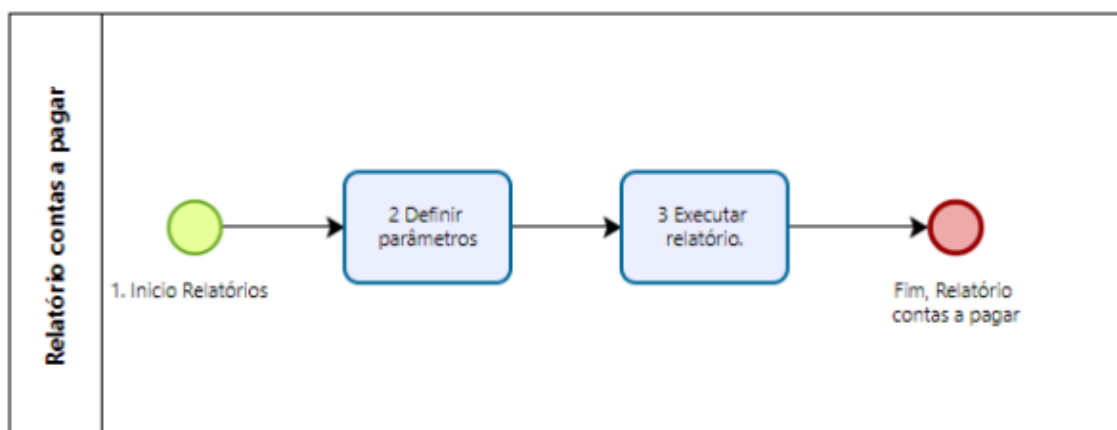 Relatório contas a pagar
1. Inicio Relatórios
2 Definir
parâmetros
3 Executar
relatório.
Fim, Relatório
contas a pagar